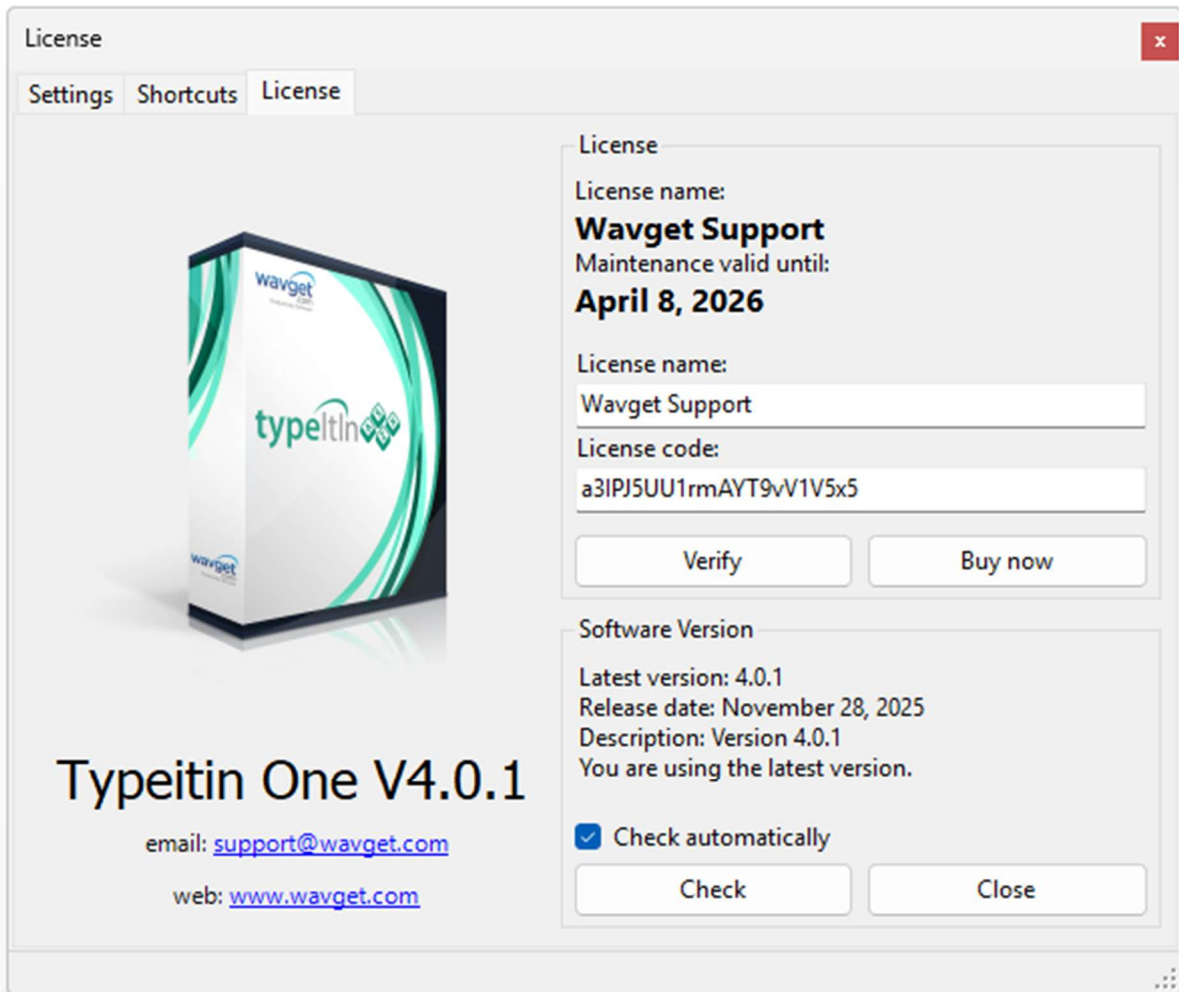 License
x
Settings Shortcuts License
wavget
.com
typeItIn
wavget
.com
Typeitin One V4.0.1
email: support@wavget.com
web: www.wavget.com
License
License name:
Wavget Support
Maintenance valid until:
April 8, 2026
License name:
Wavget Support
License code:
a3lPJ5UU1rmAYT9vV1V5x5
Verify Buy now
Software Version
Latest version: 4.0.1
Release date: November 28, 2025
Description: Version 4.0.1
You are using the latest version.
Check automatically
Check Close